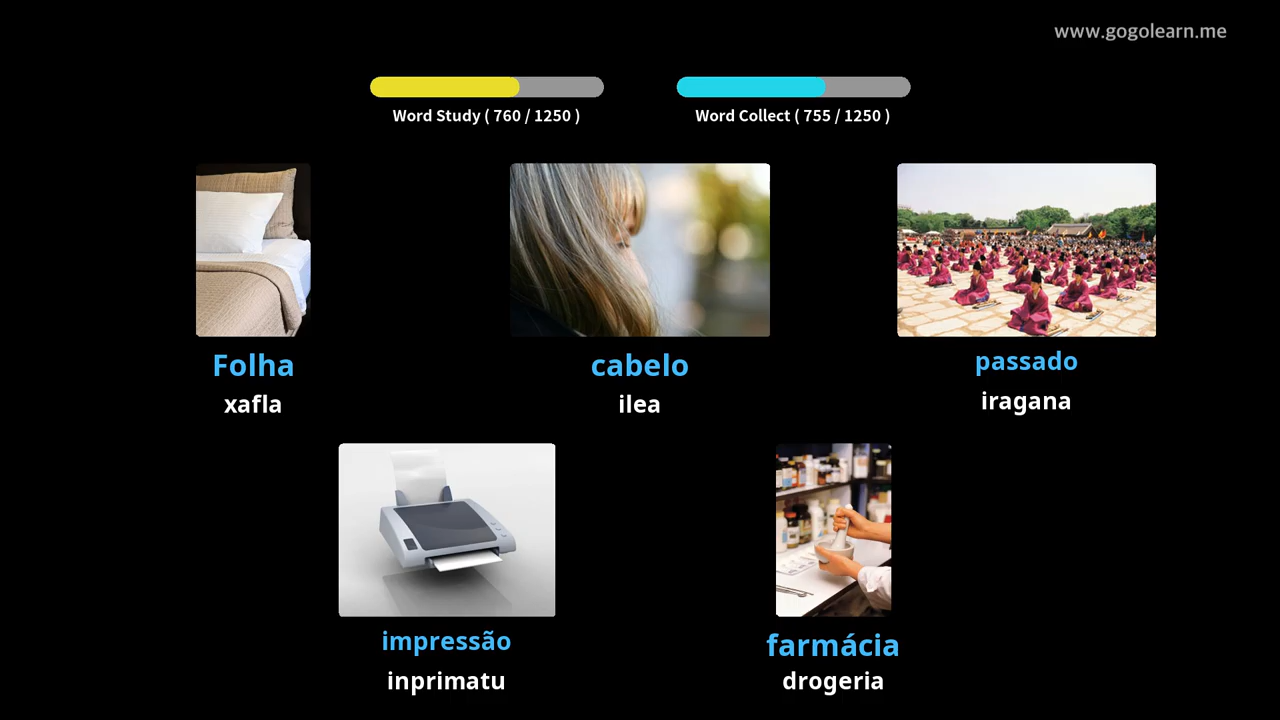 www.gogolearn.me
Word Study ( 760 / 1250 )
Word Collect ( 755 / 1250 )
Folha
xafla
cabelo
ilea
passado
iragana
impressão
inprimatu
farmácia
drogeria